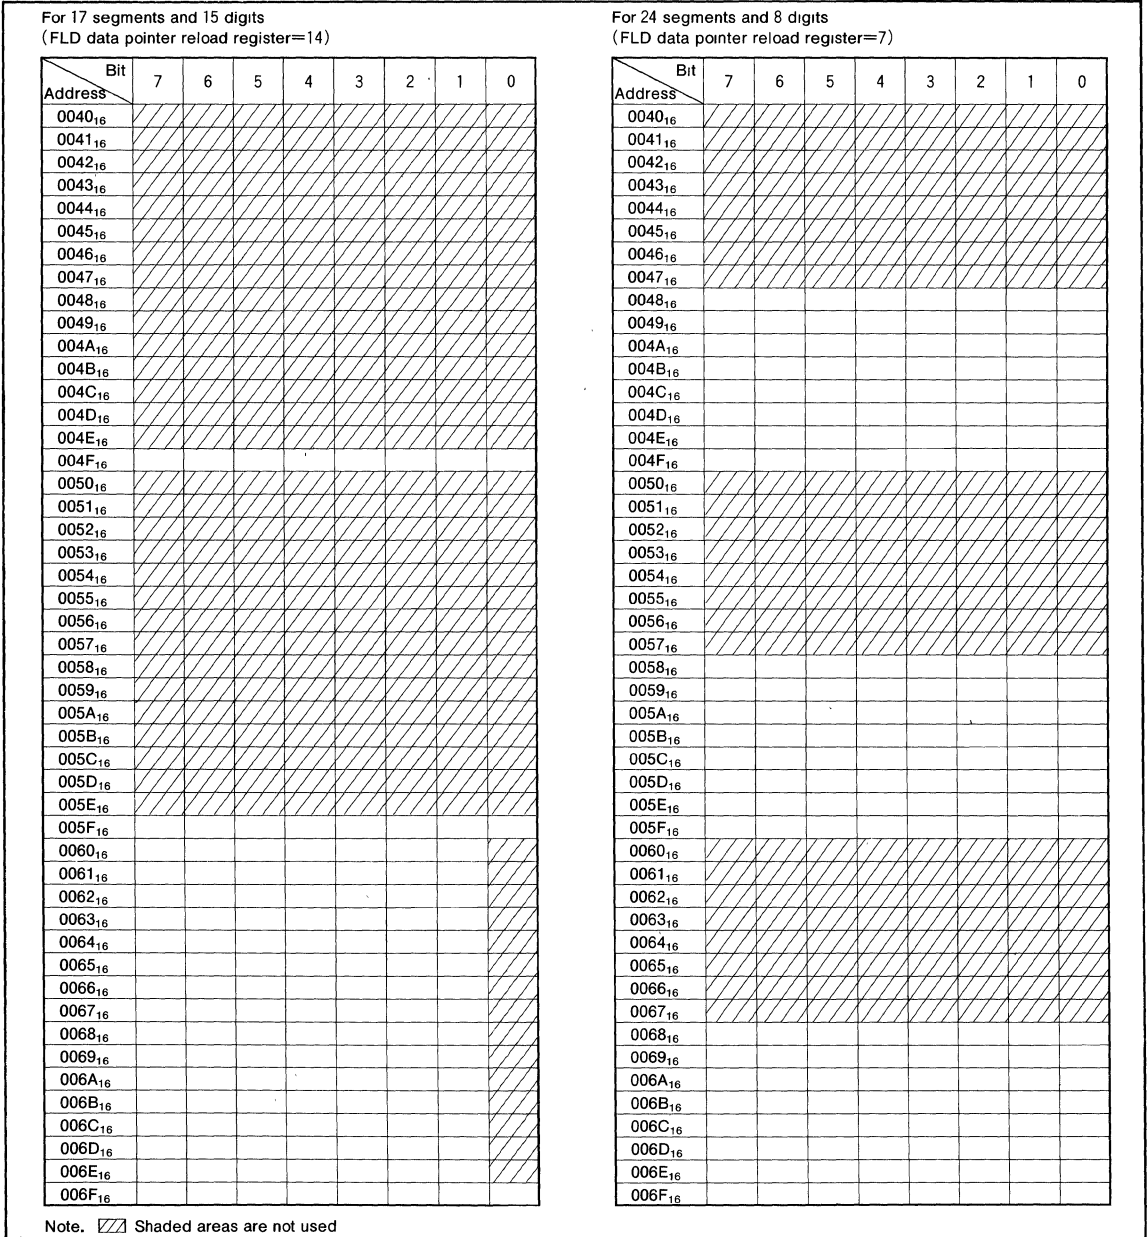 For 17 segments and 15 digits
(FLD data pointer reload register=14)
Bit
Address
7 6 5 4 3 2 1 0
0040₁₆
0041₁₆
0042₁₆
0043₁₆
0044₁₆
0045₁₆
0046₁₆
0047₁₆
0048₁₆
0049₁₆
004A₁₆
004B₁₆
004C₁₆
004D₁₆
004E₁₆
004F₁₆
0050₁₆
0051₁₆
0052₁₆
0053₁₆
0054₁₆
0055₁₆
0056₁₆
0057₁₆
0058₁₆
0059₁₆
005A₁₆
005B₁₆
005C₁₆
005D₁₆
005E₁₆
005F₁₆
0060₁₆
0061₁₆
0062₁₆
0063₁₆
0064₁₆
0065₁₆
0066₁₆
0067₁₆
0068₁₆
0069₁₆
006A₁₆
006B₁₆
006C₁₆
006D₁₆
006E₁₆
006F₁₆
For 24 segments and 8 digits
(FLD data pointer reload register=7)
Bit
Address
7 6 5 4 3 2 1 0
0040₁₆
0041₁₆
0042₁₆
0043₁₆
0044₁₆
0045₁₆
0046₁₆
0047₁₆
0048₁₆
0049₁₆
004A₁₆
004B₁₆
004C₁₆
004D₁₆
004E₁₆
004F₁₆
0050₁₆
0051₁₆
0052₁₆
0053₁₆
0054₁₆
0055₁₆
0056₁₆
0057₁₆
0058₁₆
0059₁₆
005A₁₆
005B₁₆
005C₁₆
005D₁₆
005E₁₆
005F₁₆
0060₁₆
0061₁₆
0062₁₆
0063₁₆
0064₁₆
0065₁₆
0066₁₆
0067₁₆
0068₁₆
0069₁₆
006A₁₆
006B₁₆
006C₁₆
006D₁₆
006E₁₆
006F₁₆
Note. Shaded areas are not used